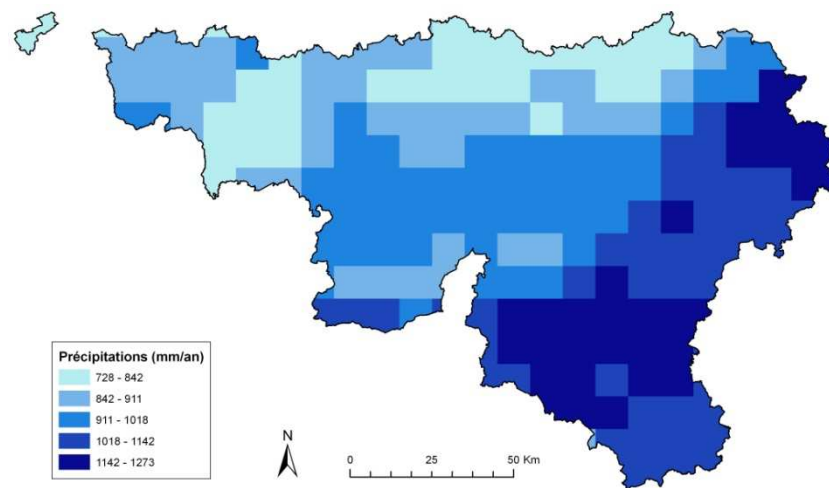 Précipitations (mm/an)
728 - 842
842 - 911
911 - 1018
1018 - 1142
1142 - 1273
N
0 25 50 Km